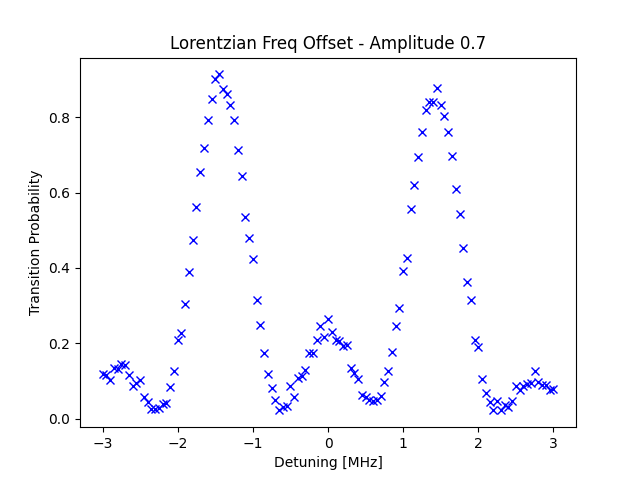 Lorentzian Freq Offset - Amplitude 0.7
Transition Probability
0.8
0.6
0.4
0.2
0.0
−3 −2 −1 0 1 2 3
Detuning [MHz]